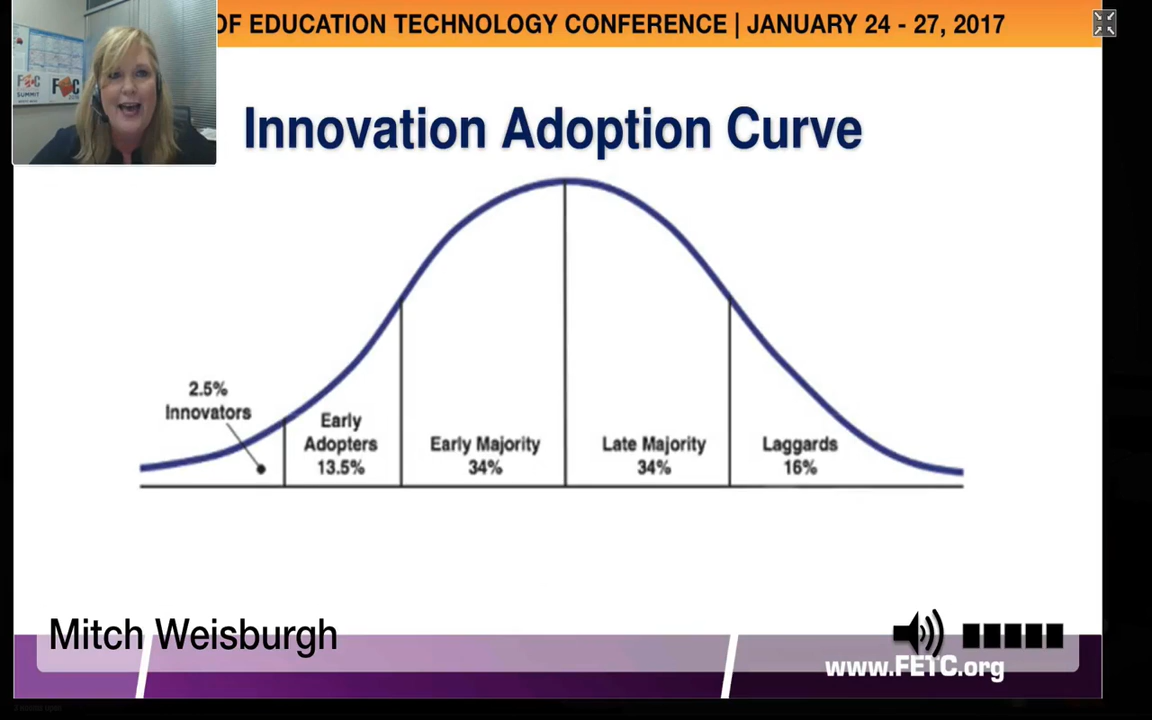 OF EDUCATION TECHNOLOGY CONFERENCE | JANUARY 24 - 27, 2017
SUMMIT
Innovation Adoption Curve
2.5%
Innovators
Early
Adopters
13.5%
Early Majority
34%
Late Majority
34%
Laggards
16%
Mitch Weisburgh
www.FETC.org